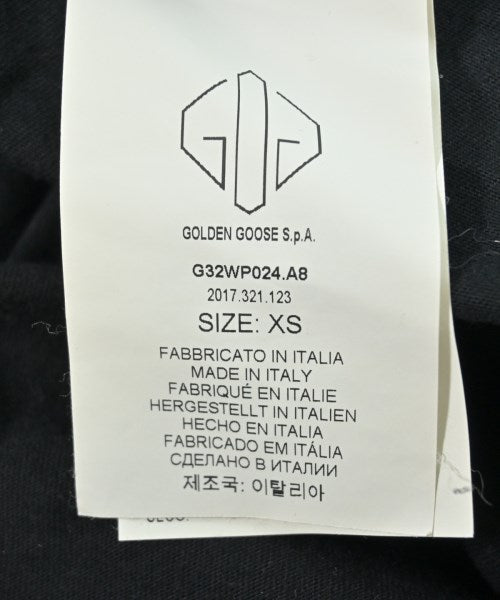 GOLDEN GOOSE S.p.A.
G32WP024.A8
2017.321.123
SIZE: XS
FABBRICATO IN ITALIA
MADE IN ITALY
FABRIQUÉ EN ITALIE
HERGESTELLT IN ITALIEN
HECHO EN ITALIA
FABRICADO EM ITÁLIA
СДЕЛАНО В ИТАЛИИ
제조국: 이탈리아